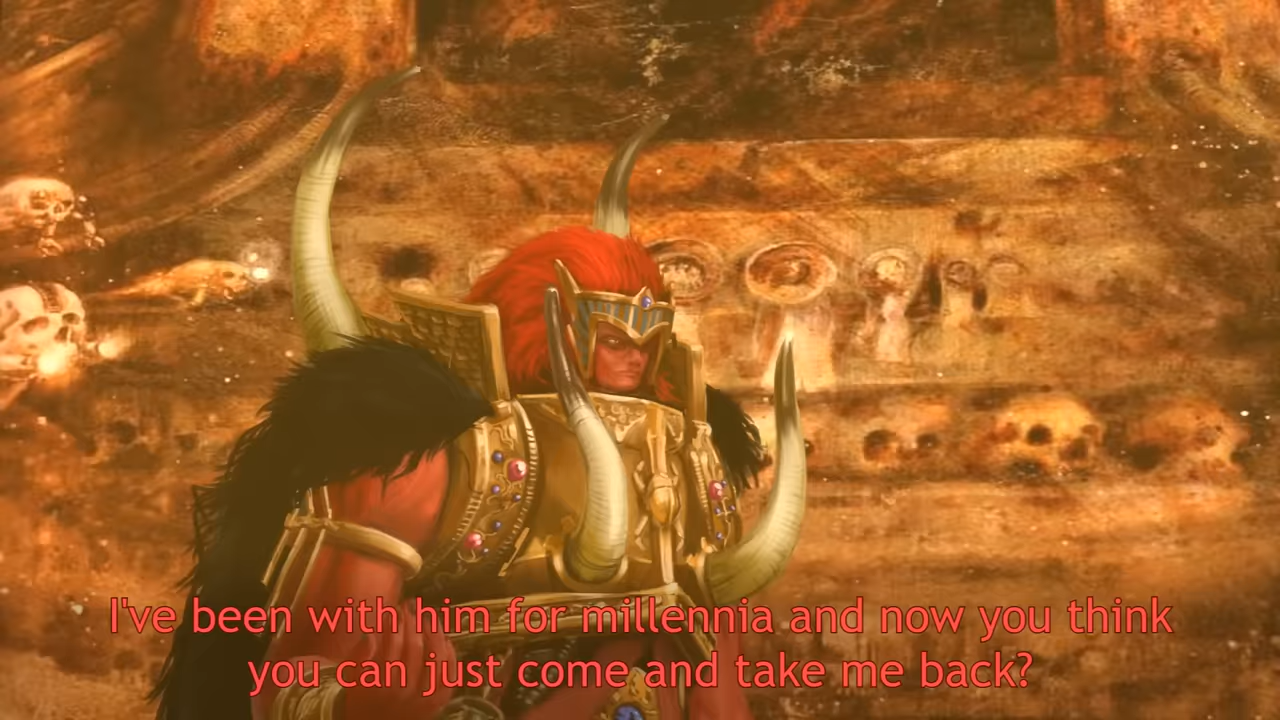 I've been with him for millennia and now you think
you can just come and take me back?